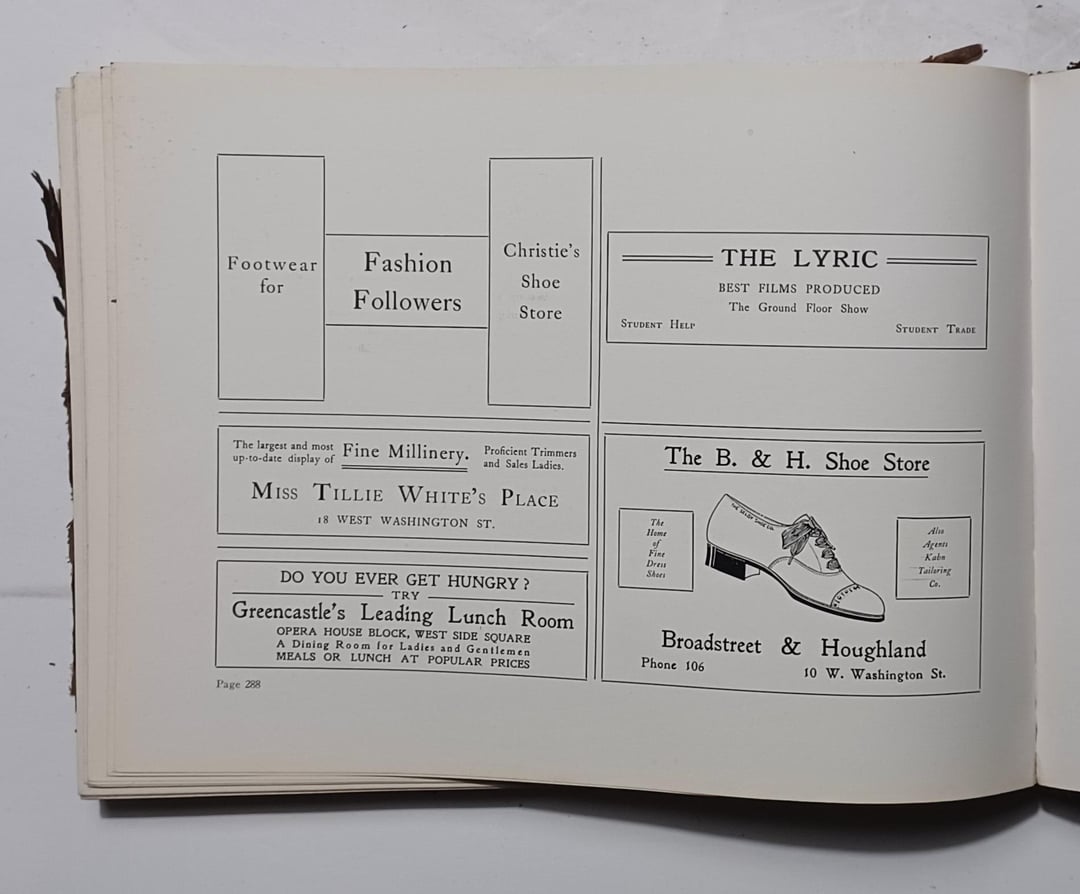 Footwear
for
Fashion
Followers
Christie's
Shoe
Store
THE LYRIC
BEST FILMS PRODUCED
The Ground Floor Show
STUDENT HELP
STUDENT TRADE
The largest and most
up-to-date display of
Fine Millinery.
Proficient Trimmers
and Sales Ladies.
MISS TILLIE WHITE'S PLACE
18 WEST WASHINGTON ST.
DO YOU EVER GET HUNGRY?
TRY
Greencastle's Leading Lunch Room
OPERA HOUSE BLOCK, WEST SIDE SQUARE
A Dining Room for Ladies and Gentlemen
MEALS OR LUNCH AT POPULAR PRICES
The B. & H. Shoe Store
The
Home
of
Fine
Dress
Shoes
Also
Agents
Kahn
Tailoring
Co.
Broadstreet & Houghland
Phone 106
10 W. Washington St.
Page 288